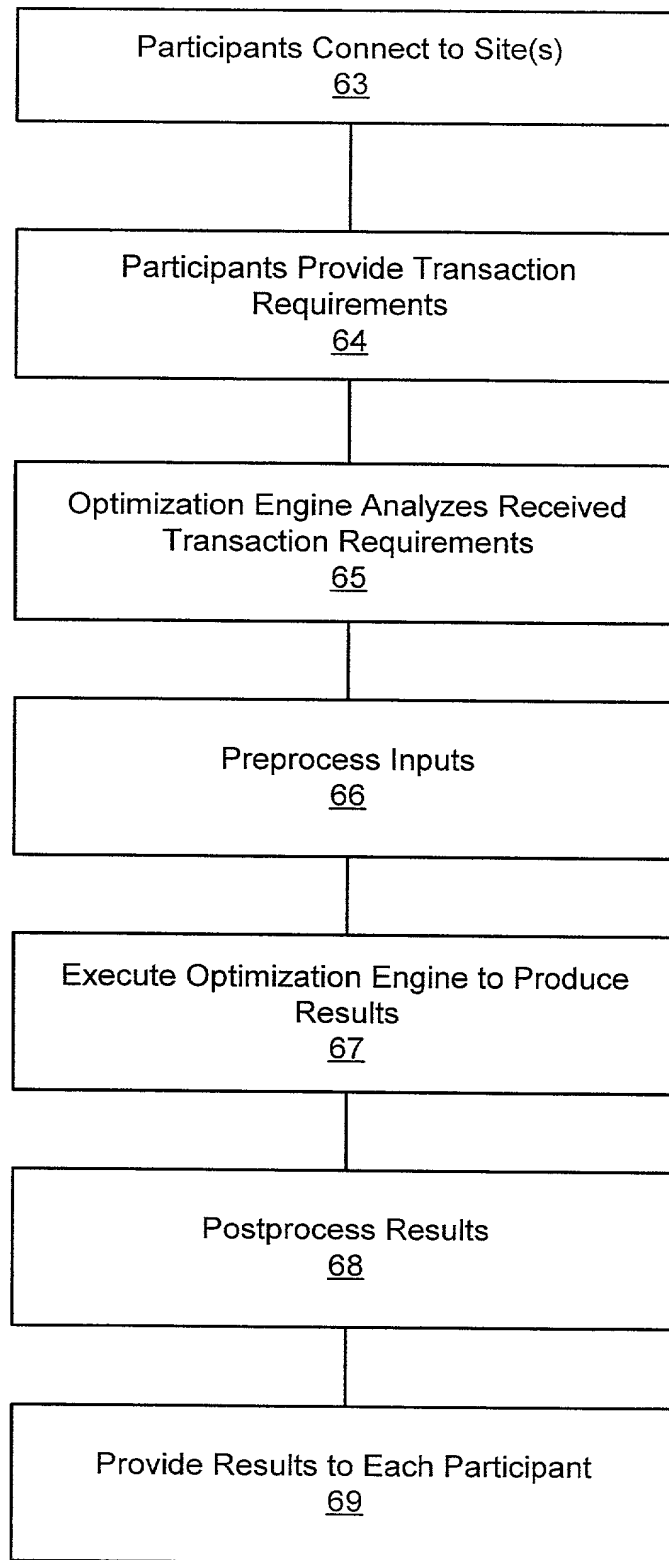 Participants Connect to Site(s)
63
Participants Provide Transaction
Requirements
64
Optimization Engine Analyzes Received
Transaction Requirements
65
Preprocess Inputs
66
Execute Optimization Engine to Produce
Results
67
Postprocess Results
68
Provide Results to Each Participant
69